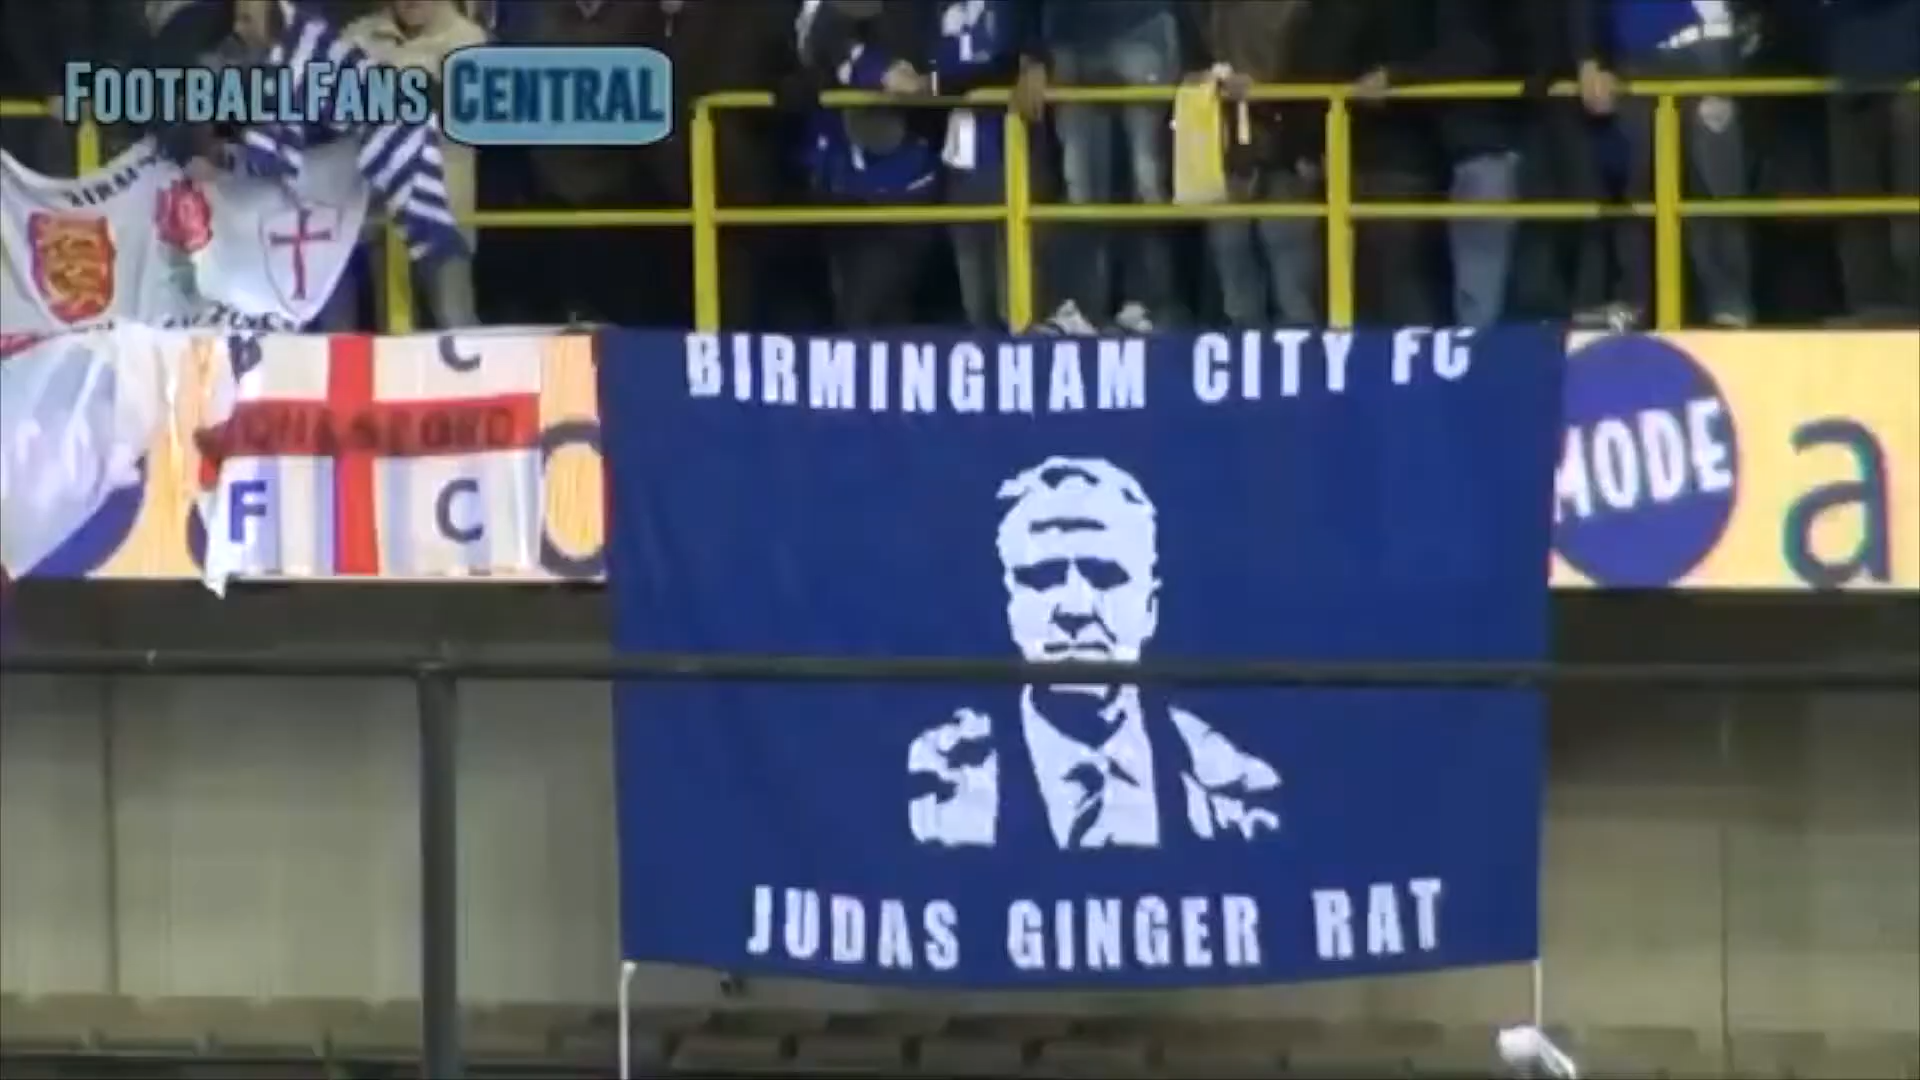 FOOTBALLFANS CENTRAL
BIRMINGHAM CITY FC
B C
F C
MODE a
JUDAS GINGER RAT